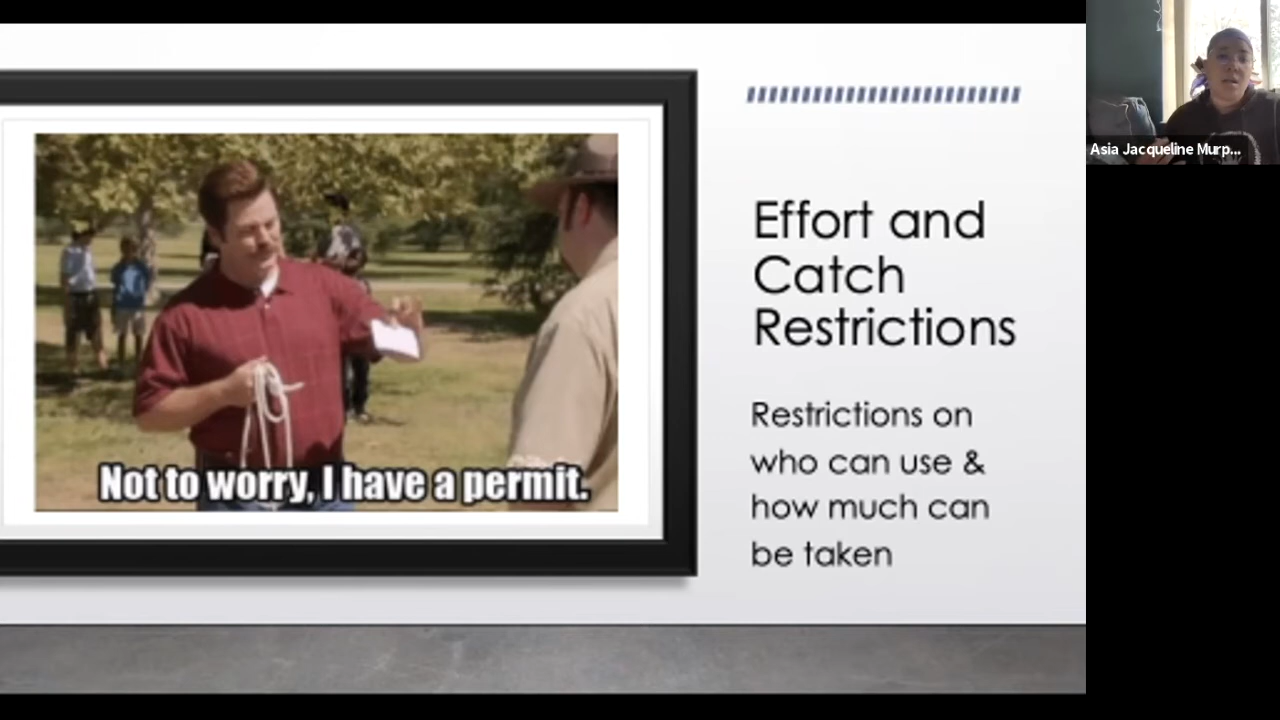 Asia Jacqueline Murp...
Effort and
Catch
Restrictions
Restrictions on
who can use &
how much can
be taken
Not to worry, I have a permit.